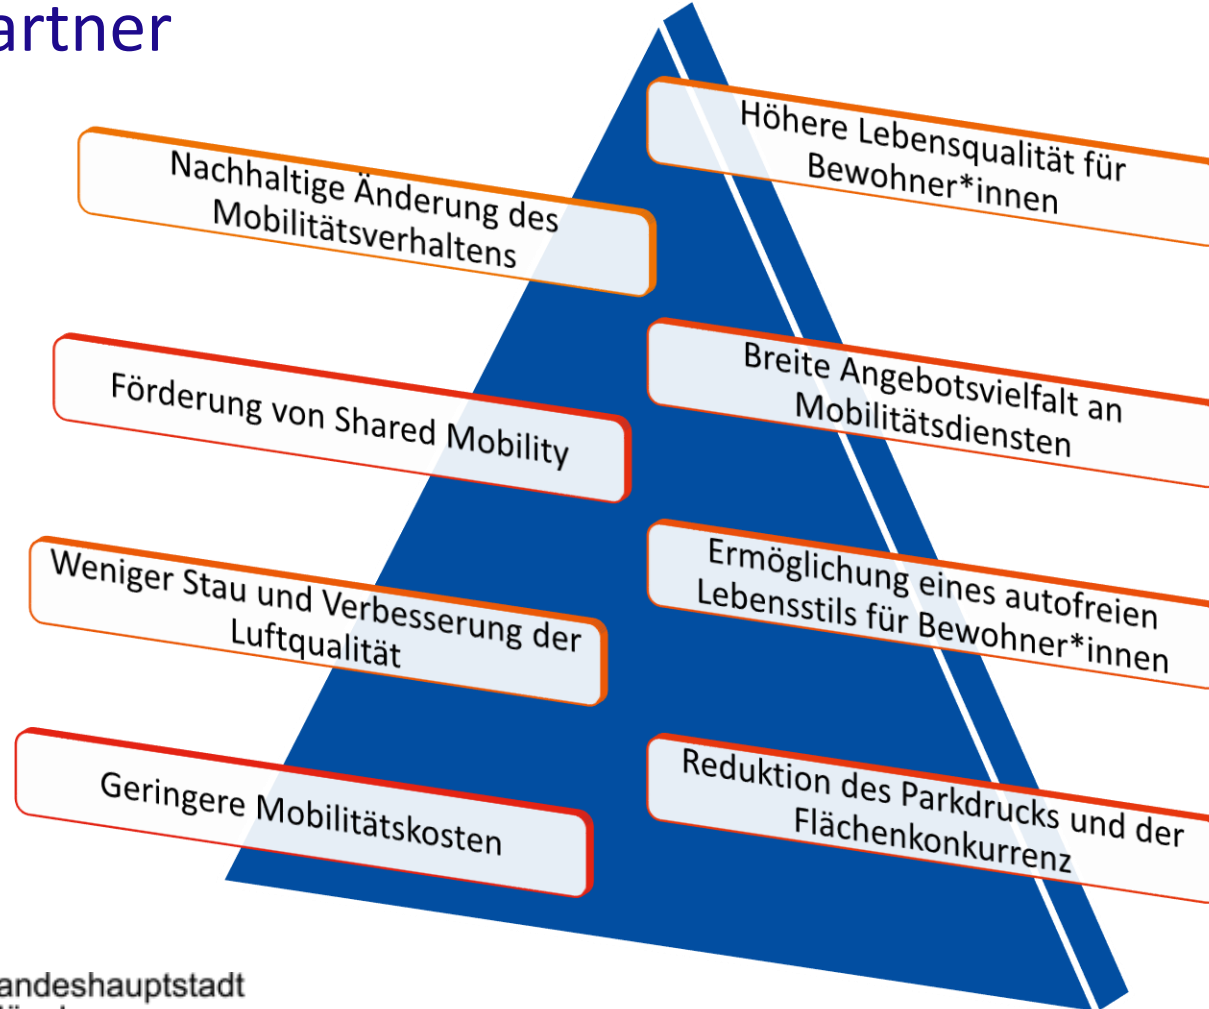 artner
Höhere Lebensqualität für
Bewohner*innen
Nachhaltige Änderung des
Mobilitätsverhaltens
Breite Angebotsvielfalt an
Mobilitätsdiensten
Förderung von Shared Mobility
Ermöglichung eines autofreien
Lebensstils für Bewohner*innen
Weniger Stau und Verbesserung der
Luftqualität
Reduktion des Parkdrucks und der
Flächenkonkurrenz
Geringere Mobilitätskosten
andeshauptstadt